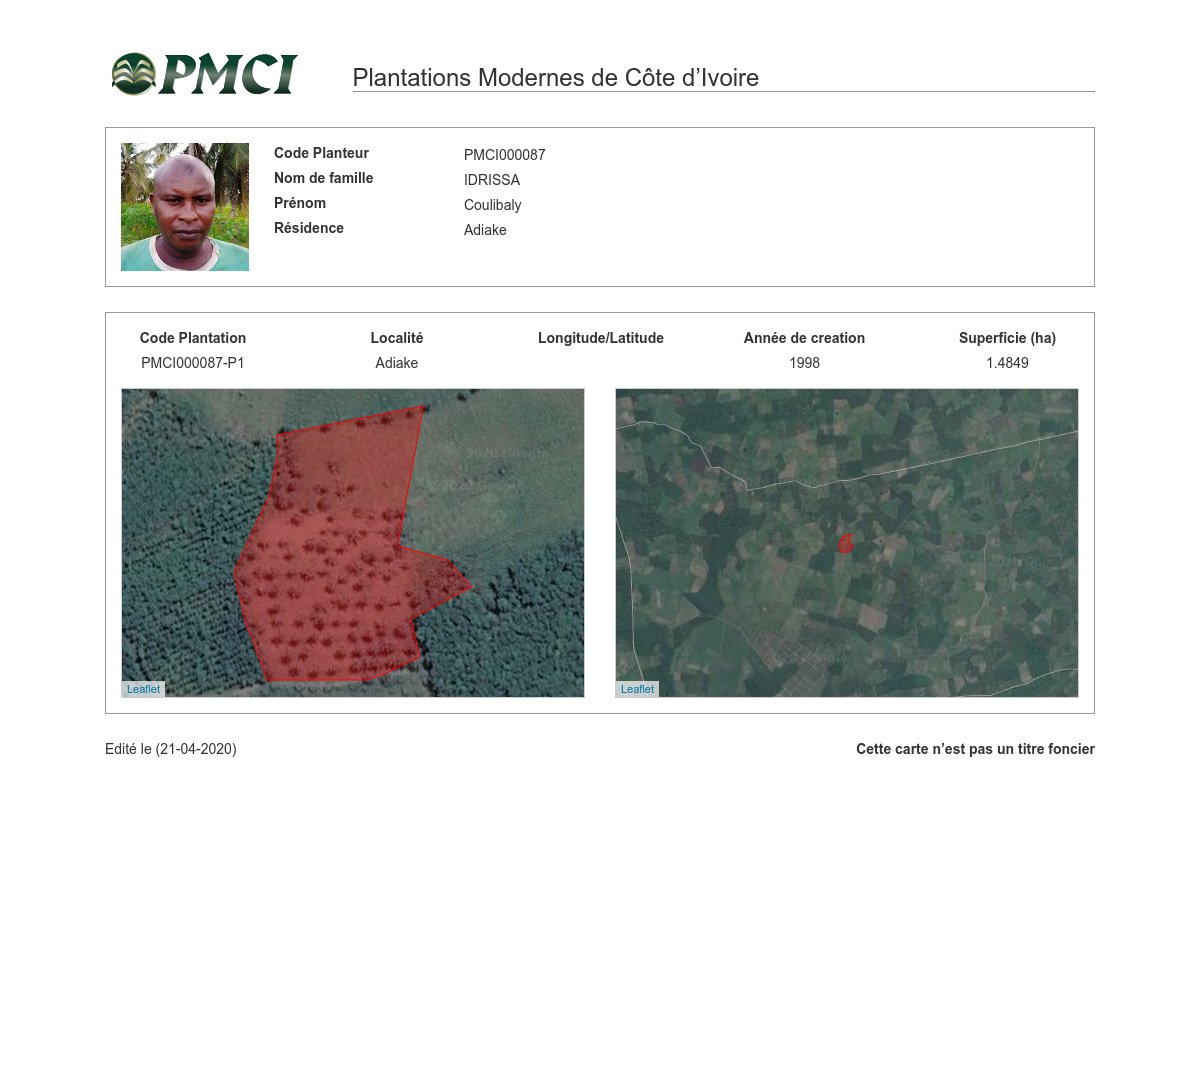 PMCI
Plantations Modernes de Côte d’Ivoire
Code Planteur PMCI000087
Nom de famille IDRISSA
Prénom Coulibaly
Résidence Adiake
Code Plantation Localité Longitude/Latitude Année de creation Superficie (ha)
PMCI000087-P1 Adiake 1998 1.4849
Leaflet Leaflet
Edité le (21-04-2020) Cette carte n’est pas un titre foncier